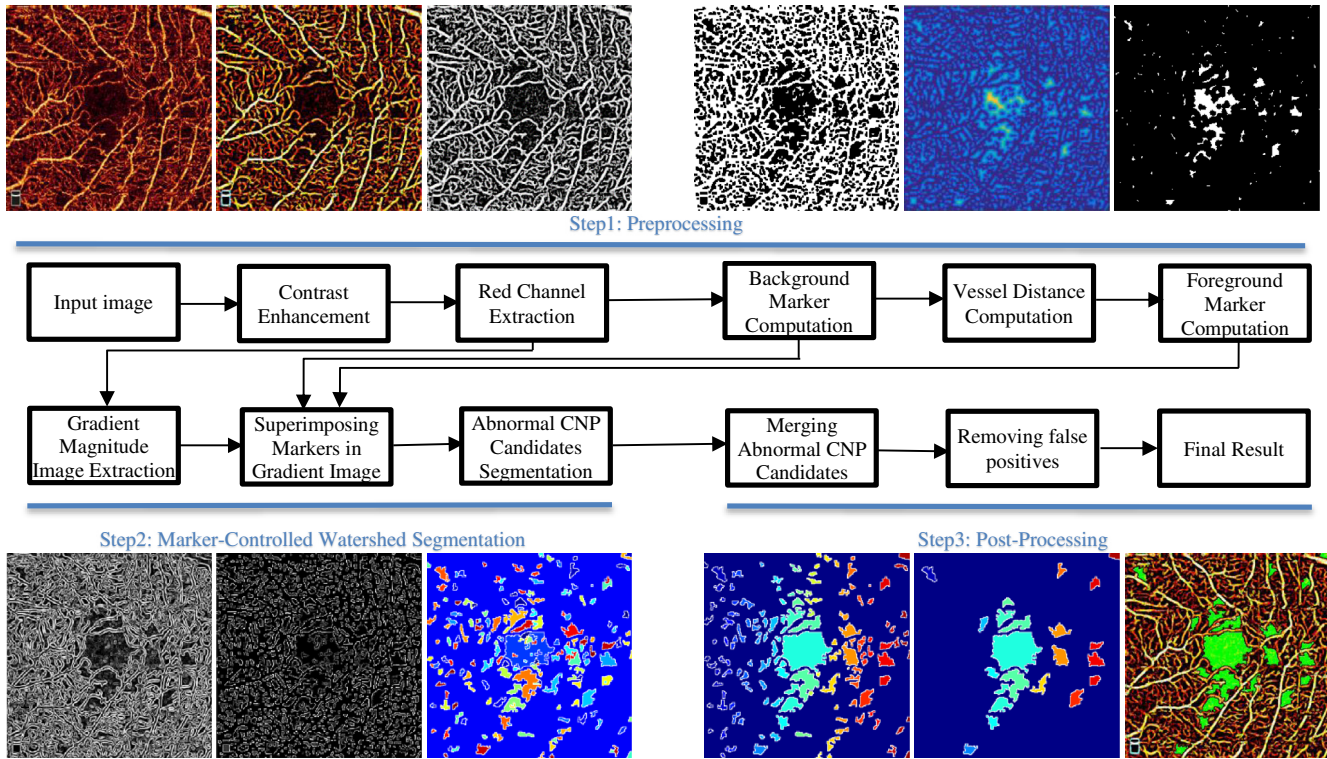 Step1: Preprocessing
Input image
Contrast
Enhancement
Red Channel
Extraction
Background
Marker
Computation
Vessel Distance
Computation
Foreground
Marker
Computation
Gradient
Magnitude
Image Extraction
Superimposing
Markers in
Gradient Image
Abnormal CNP
Candidates
Segmentation
Merging
Abnormal CNP
Candidates
Removing false
positives
Final Result
Step2: Marker-Controlled Watershed Segmentation
Step3: Post-Processing